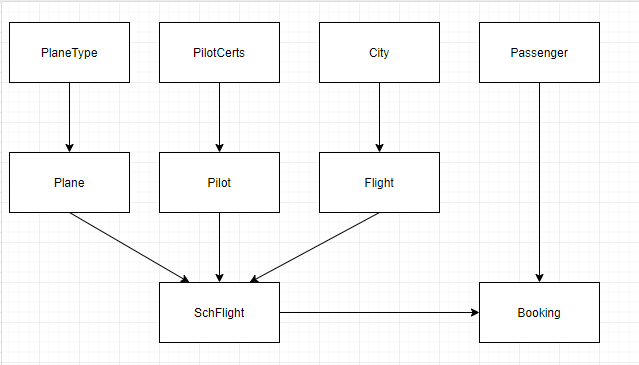 PlaneType
PilotCerts
City
Passenger
Plane
Pilot
Flight
SchFlight
Booking